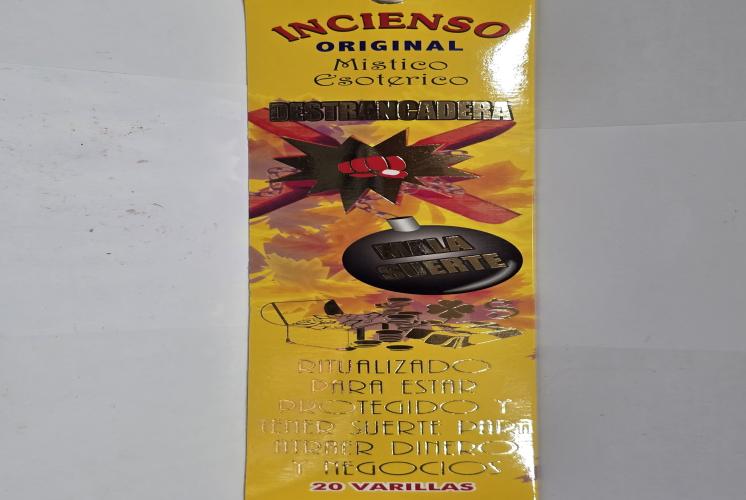 INCIENSO
ORIGINAL
Mistico
Esoterico
DESTRANCADERA
MALA
SUERTE
RITUALIZADO
PARA ESTAR
PROTEGIDO Y
TENER SUERTE PARA
ATRAER DINERO
Y NEGOCIOS
20 VARILLAS